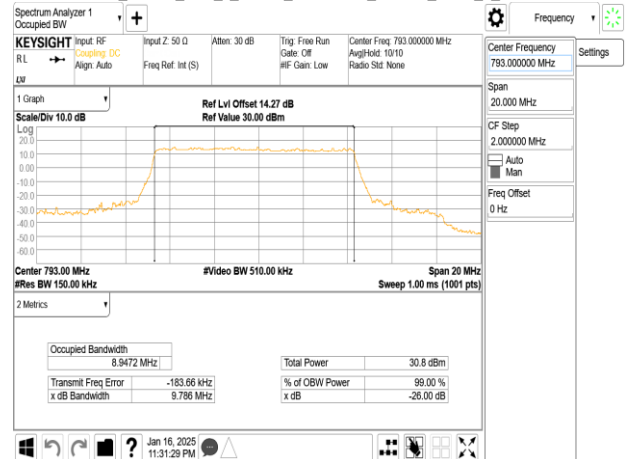 Spectrum Analyzer 1
Occupied BW
Frequency
KEYSIGHT
Input: RF
Coupling: DC
Align: Auto
Input Z: 50 Ω
Freq Ref: Int (S)
Atten: 30 dB
Trig: Free Run
Gate: Off
#IF Gain: Low
Center Freq: 793.000000 MHz
Avg|Hold: 10/10
Radio Std: None
RL
LXI
Center Frequency
793.000000 MHz
Settings
Span
20.000 MHz
CF Step
2.000000 MHz
Auto
Man
Freq Offset
0 Hz
1 Graph
Scale/Div 10.0 dB
Ref Lvl Offset 14.27 dB
Ref Value 30.00 dBm
Log
20.0
10.0
0.00
-10.0
-20.0
-30.0
-40.0
-50.0
-60.0
Center 793.00 MHz
#Res BW 150.00 kHz
#Video BW 510.00 kHz
Span 20 MHz
Sweep 1.00 ms (1001 pts)
2 Metrics
Occupied Bandwidth
8.9472 MHz
Total Power 30.8 dBm
Transmit Freq Error -183.66 kHz
% of OBW Power 99.00 %
x dB Bandwidth 9.786 MHz
x dB -26.00 dB
?
Jan 16, 2025
11:31:29 PM